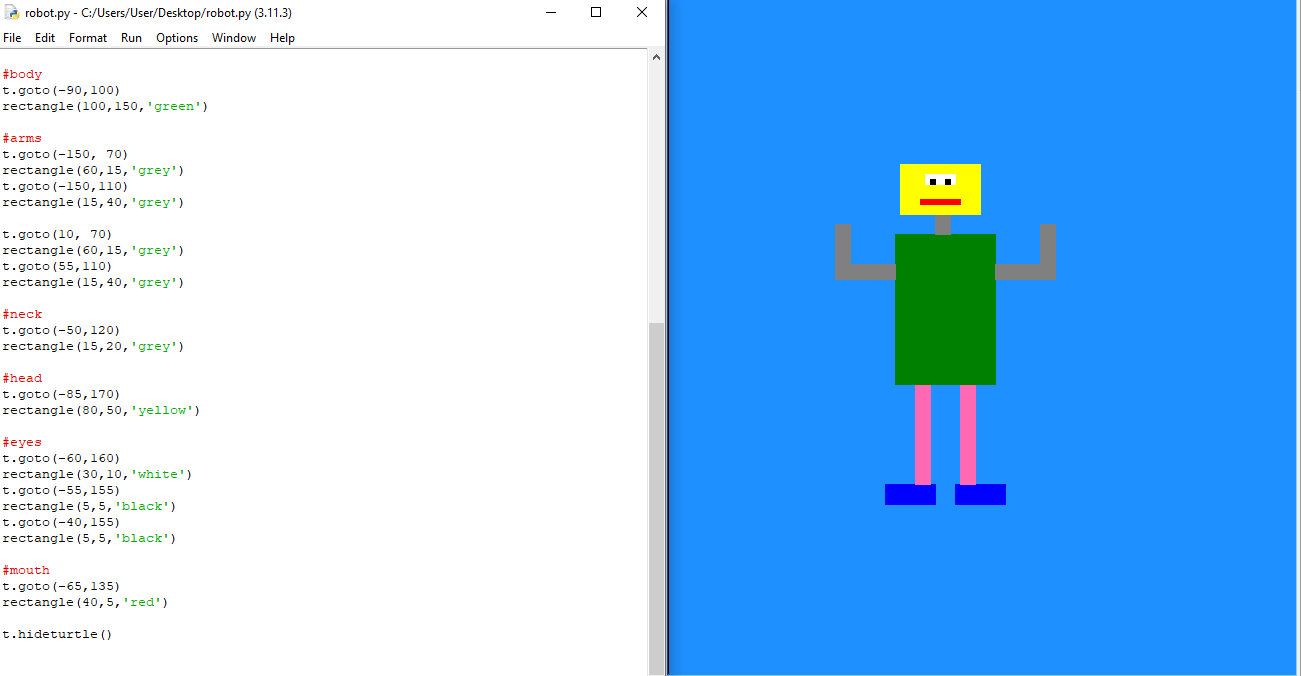 robot.py - C:/Users/User/Desktop/robot.py (3.11.3)
File Edit Format Run Options Window Help
#body
t.goto(-90,100)
rectangle(100,150,'green')
#arms
t.goto(-150, 70)
rectangle(60,15,'grey')
t.goto(-150,110)
rectangle(15,40,'grey')
t.goto(10, 70)
rectangle(60,15,'grey')
t.goto(55,110)
rectangle(15,40,'grey')
#neck
t.goto(-50,120)
rectangle(15,20,'grey')
#head
t.goto(-85,170)
rectangle(80,50,'yellow')
#eyes
t.goto(-60,160)
rectangle(30,10,'white')
t.goto(-55,155)
rectangle(5,5,'black')
t.goto(-40,155)
rectangle(5,5,'black')
#mouth
t.goto(-65,135)
rectangle(40,5,'red')
t.hideturtle()